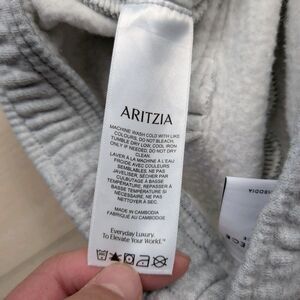 ARITZIA
MACHINE WASH COLD WITH LIKE
COLOURS. DO NOT BLEACH.
TUMBLE DRY LOW. COOL IRON
ONLY IF NEEDED. DO NOT DRY
CLEAN.
LAVER À LA MACHINE À L'EAU
FROIDE AVEC COULEURS
SEMBLABLES. NE PAS
JAVELISER. SÉCHER PAR
CULBUTAGE À BASSE
TEMPÉRATURE. REPASSER À
BASSE TEMPÉRATURE SI
NÉCESSAIRE. NE PAS
NETTOYER À SEC.
MADE IN CAMBODIA
FABRIQUÉ AU CAMBODGE
Everyday Luxury.
To Elevate Your World.™